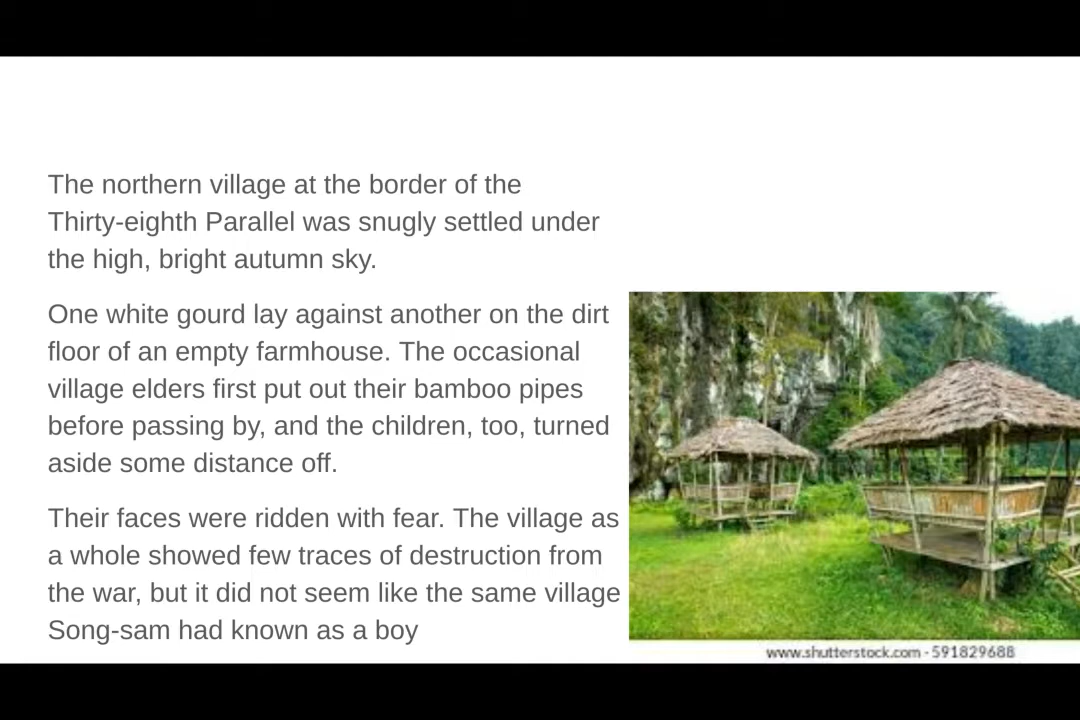 The northern village at the border of the
Thirty-eighth Parallel was snugly settled under
the high, bright autumn sky.
One white gourd lay against another on the dirt
floor of an empty farmhouse. The occasional
village elders first put out their bamboo pipes
before passing by, and the children, too, turned
aside some distance off.
Their faces were ridden with fear. The village as
a whole showed few traces of destruction from
the war, but it did not seem like the same village
Song-sam had known as a boy
www.shutterstock.com · 591829688